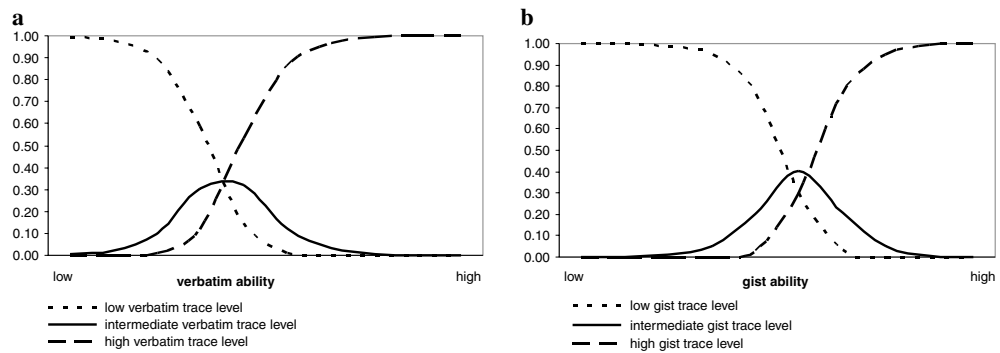 a
1.00
0.90
0.80
0.70
0.60
0.50
0.40
0.30
0.20
0.10
0.00
low
verbatim ability
high
low verbatim trace level
intermediate verbatim trace level
high verbatim trace level
b
1.00
0.90
0.80
0.70
0.60
0.50
0.40
0.30
0.20
0.10
0.00
low
gist ability
high
low gist trace level
intermediate gist trace level
high gist trace level